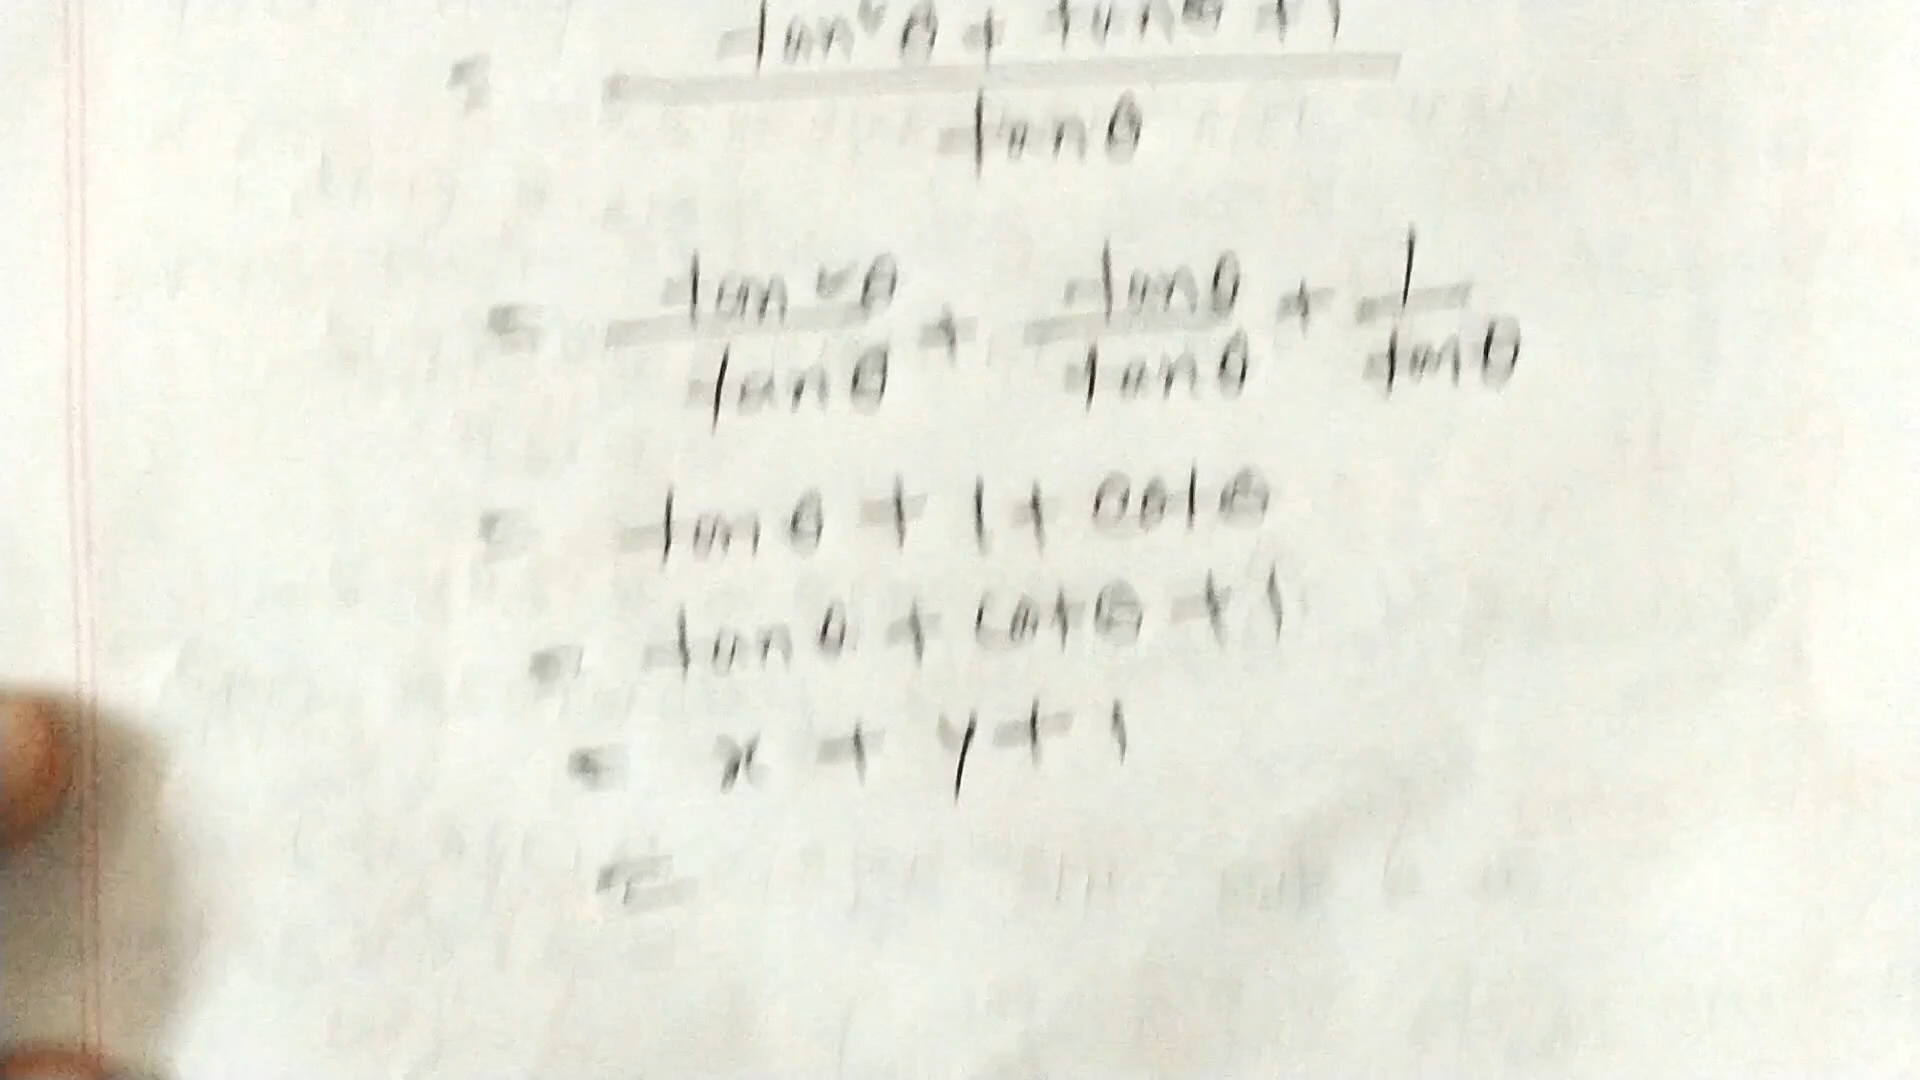 = tan²θ + tanθ + 1 / tanθ
= tan²θ / tanθ + tanθ / tanθ + 1 / tanθ
= tanθ + 1 + cotθ
= tanθ + cotθ + 1
= x + y + 1
=